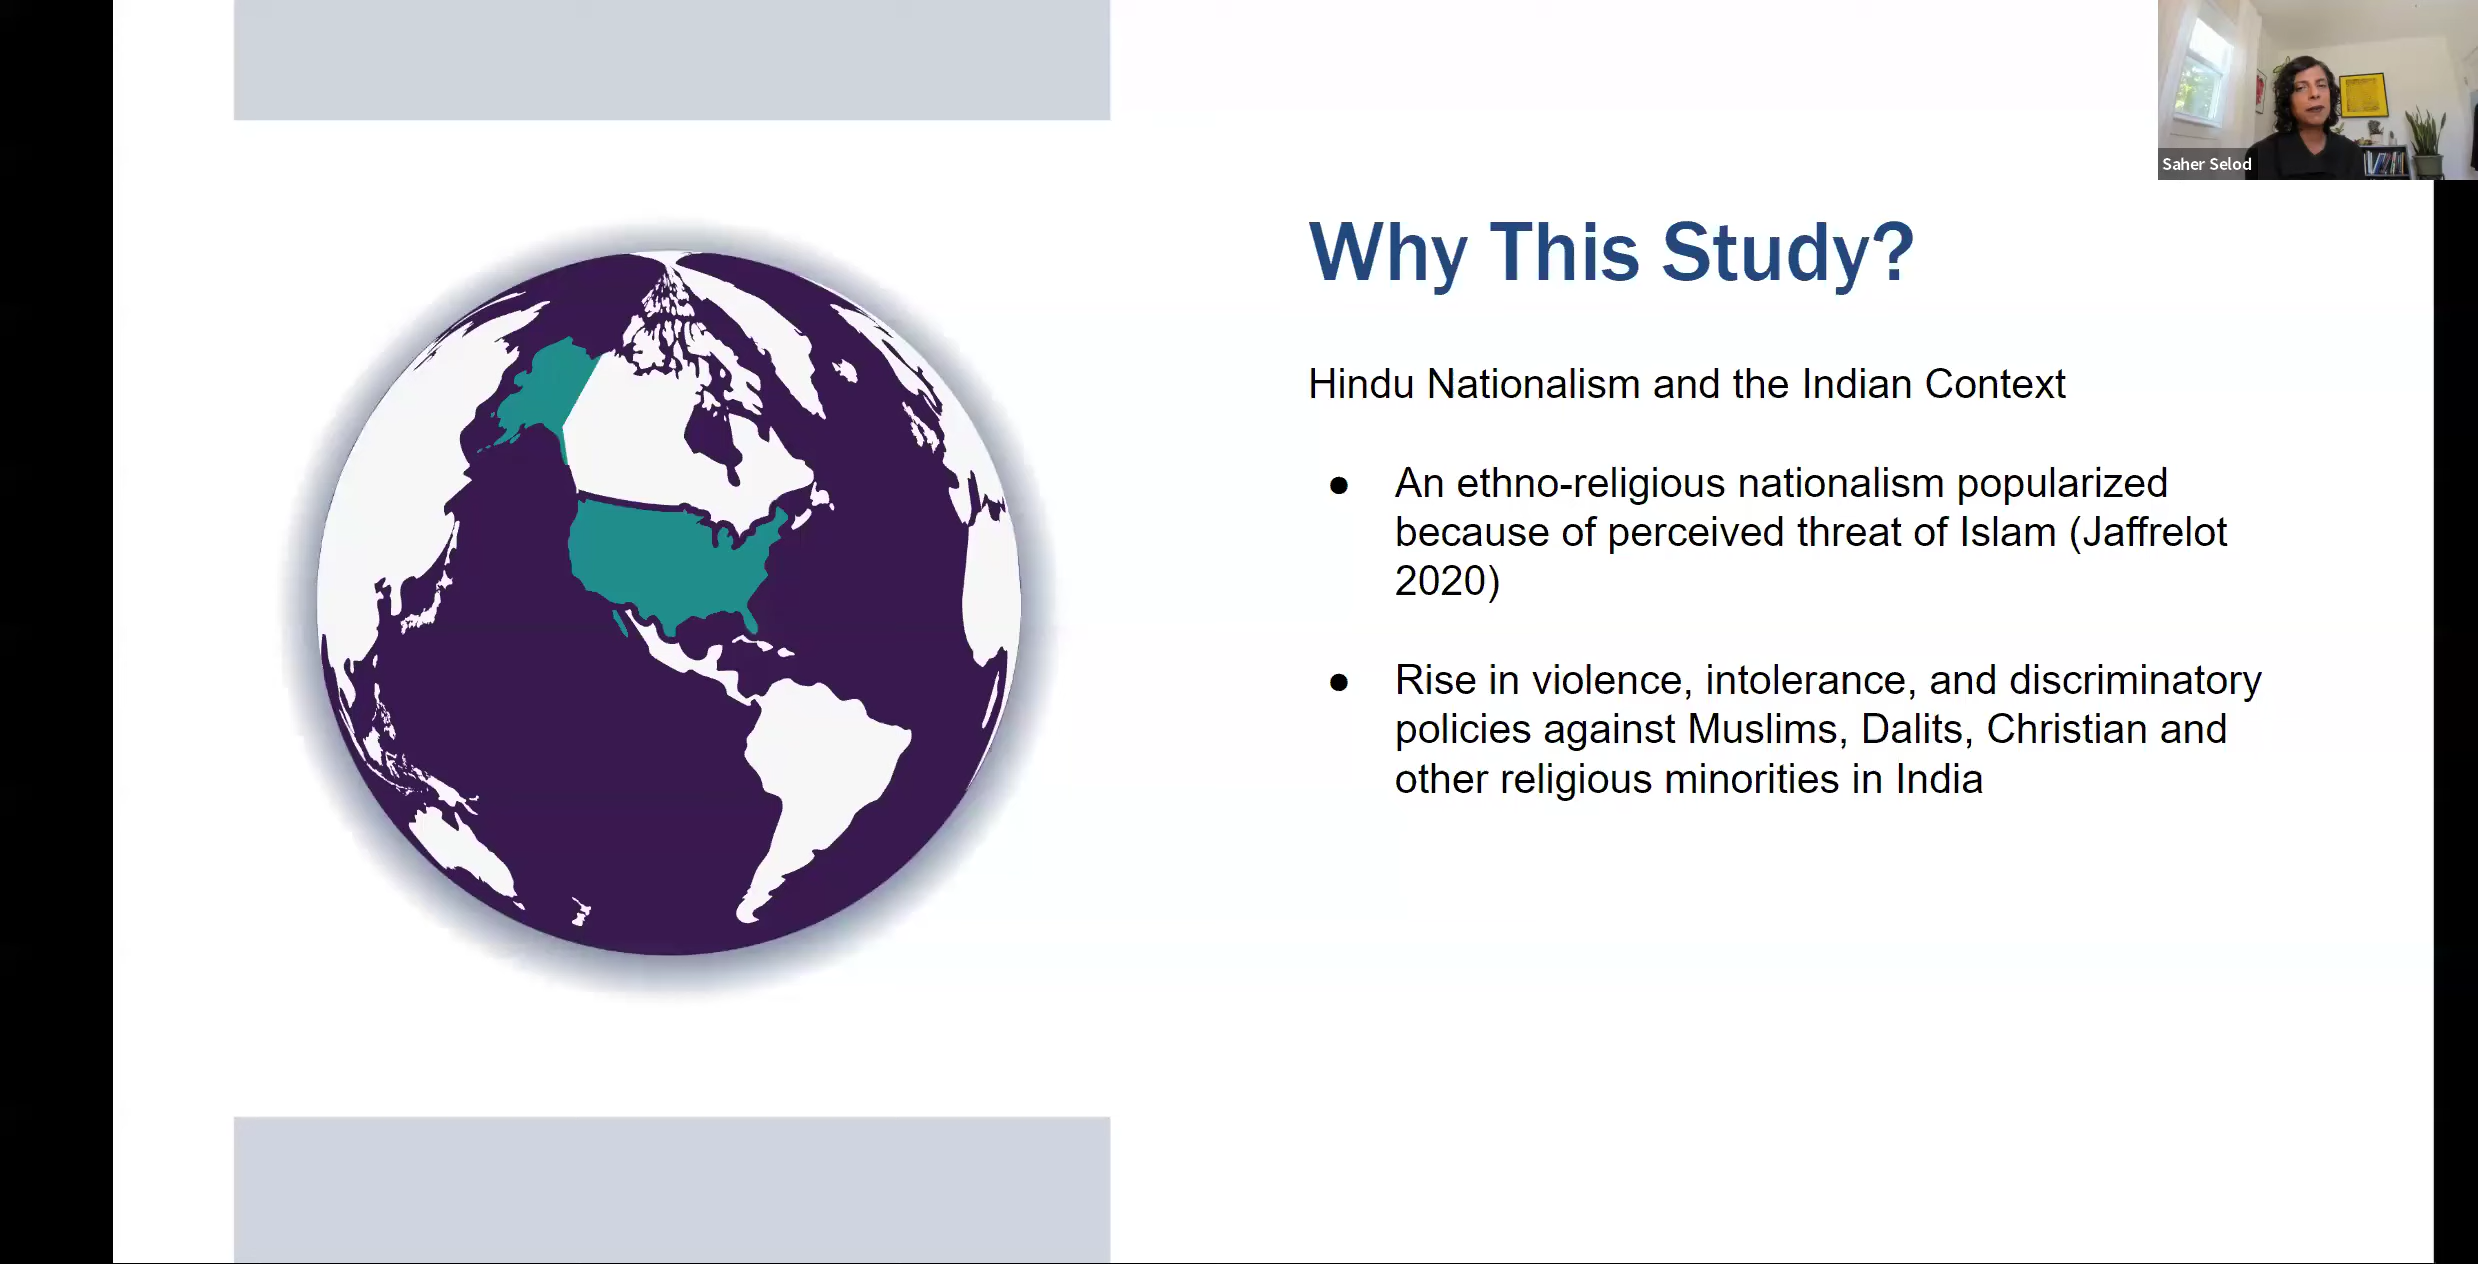 Saher Selod
Why This Study?
Hindu Nationalism and the Indian Context
● An ethno-religious nationalism popularized
because of perceived threat of Islam (Jaffrelot
2020)
● Rise in violence, intolerance, and discriminatory
policies against Muslims, Dalits, Christian and
other religious minorities in India